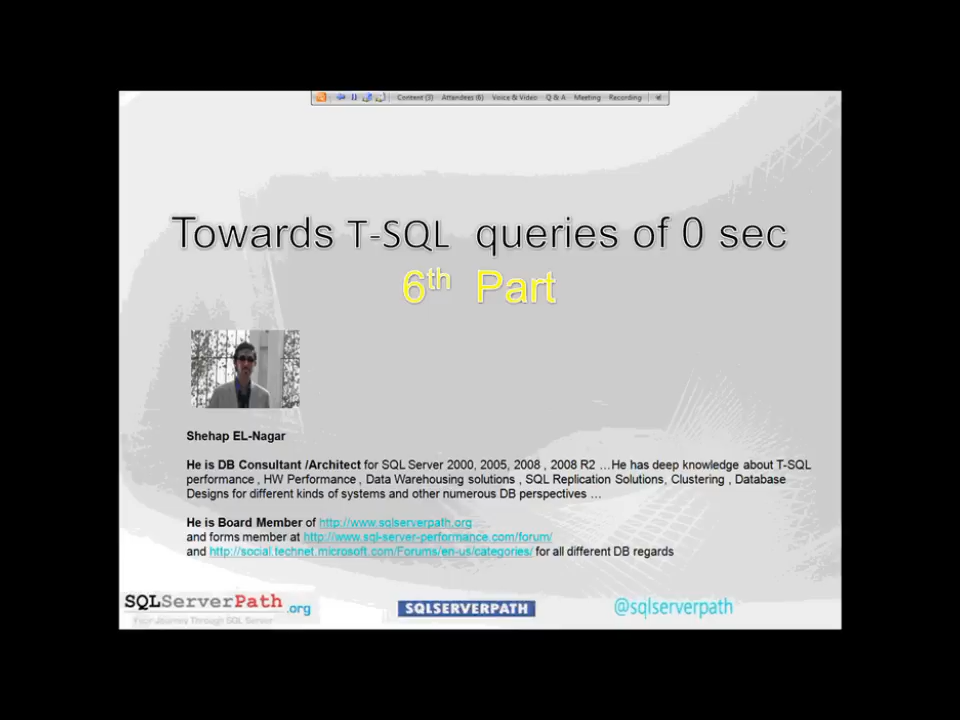 Content (3) Attendees (6) Voice & Video Q & A Meeting Recording
Towards T-SQL queries of 0 sec
6th Part
Shehap EL-Nagar
He is DB Consultant /Architect for SQL Server 2000, 2005, 2008 , 2008 R2 …He has deep knowledge about T-SQL
performance , HW Performance , Data Warehousing solutions , SQL Replication Solutions, Clustering , Database
Designs for different kinds of systems and other numerous DB perspectives …
He is Board Member of http://www.sqlserverpath.org
and forms member at http://www.sql-server-performance.com/forum/
and http://social.technet.microsoft.com/Forums/en-us/categories/ for all different DB regards
SQLServerPath.org
Your Journey Through SQL Server
SQLSERVERPATH
@sqlserverpath